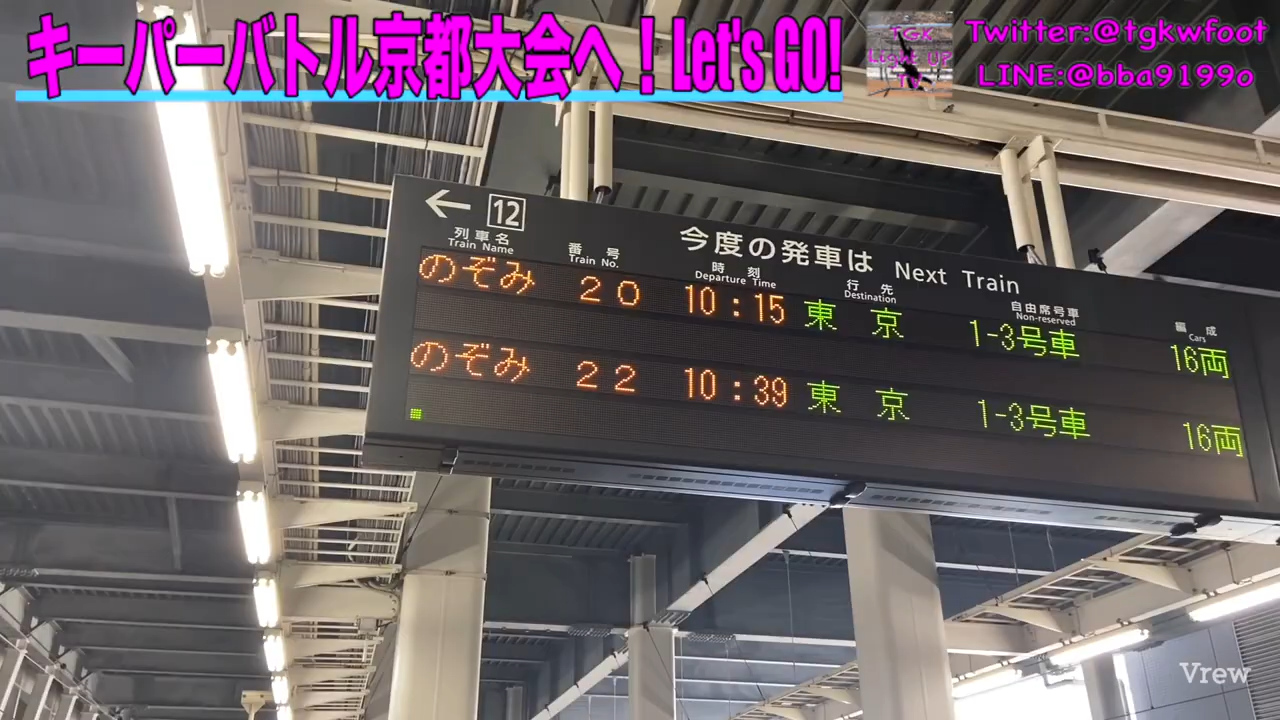 キーパーバトル京都大会へ！Let's GO!
TGK
LIGHT UP
TV
Twitter:@tgkwfoot
LINE:@bba9199o
← 12
今度の発車は Next Train
列車名 番号 時刻 行先 自由席号車 編成
Train Name Train No. Departure Time Destination Non-reserved Cars
のぞみ 20 10:15 東京 1-3号車 16両
のぞみ 22 10:39 東京 1-3号車 16両
Vrew